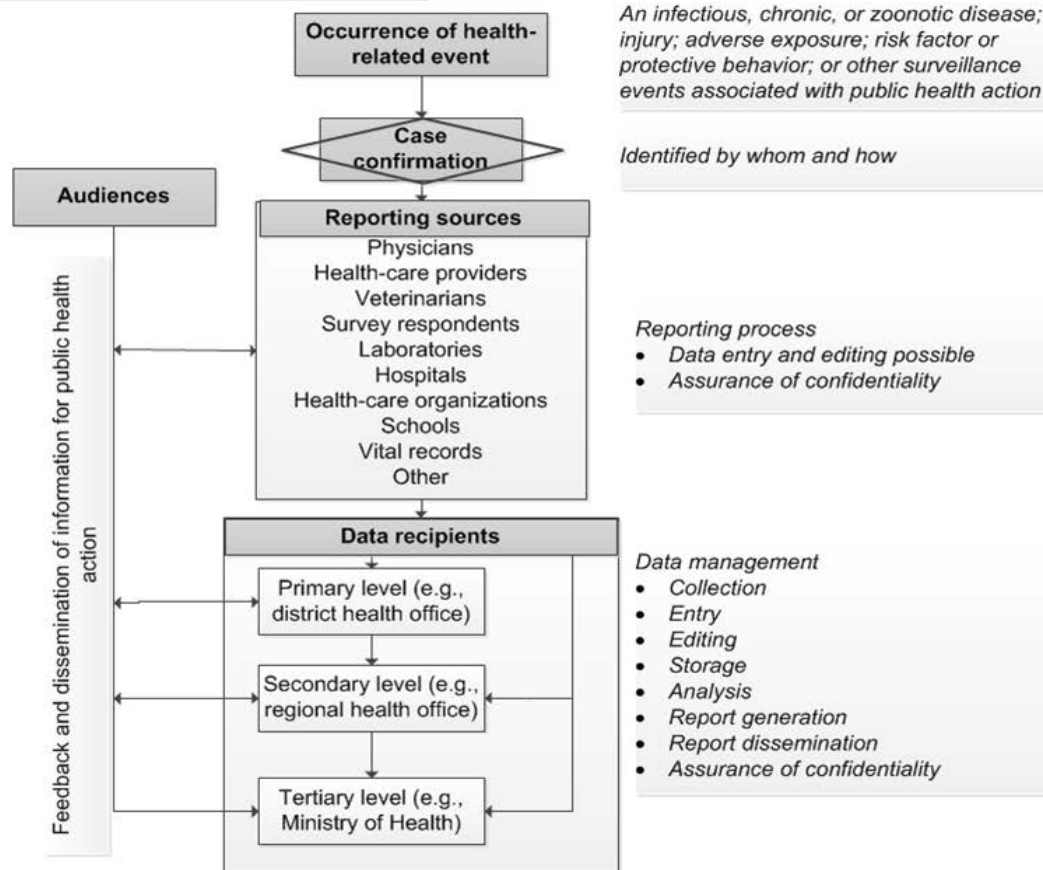 Occurrence of health-
related event
An infectious, chronic, or zoonotic disease;
injury; adverse exposure; risk factor or
protective behavior; or other surveillance
events associated with public health action
Case
confirmation
Identified by whom and how
Audiences
Reporting sources
Physicians
Health-care providers
Veterinarians
Survey respondents
Laboratories
Hospitals
Health-care organizations
Schools
Vital records
Other
Reporting process
• Data entry and editing possible
• Assurance of confidentiality
Feedback and dissemination of information for public health
action
Data recipients
Primary level (e.g.,
district health office)
Secondary level (e.g.,
regional health office)
Tertiary level (e.g.,
Ministry of Health)
Data management
• Collection
• Entry
• Editing
• Storage
• Analysis
• Report generation
• Report dissemination
• Assurance of confidentiality